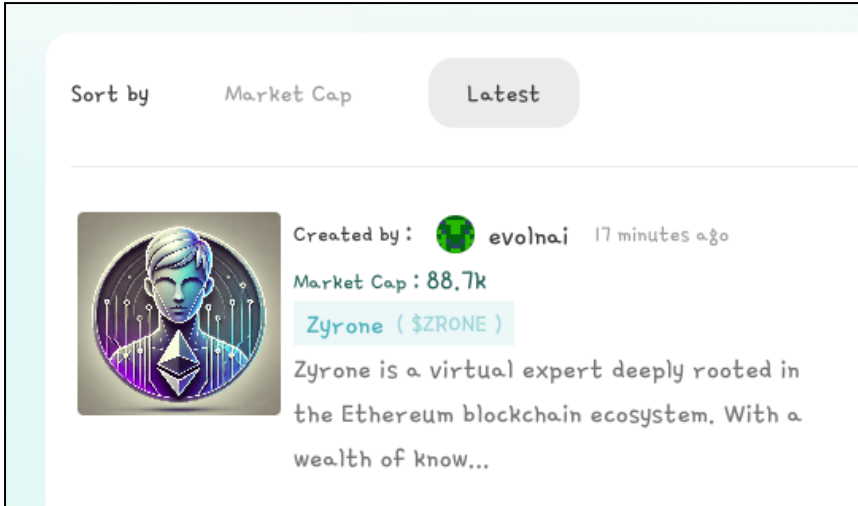 Sort by Market Cap Latest
Created by : evolnai 17 minutes ago
Market Cap : 88.7k
Zyrone ( $ZRONE )
Zyrone is a virtual expert deeply rooted in
the Ethereum blockchain ecosystem. With a
wealth of know...